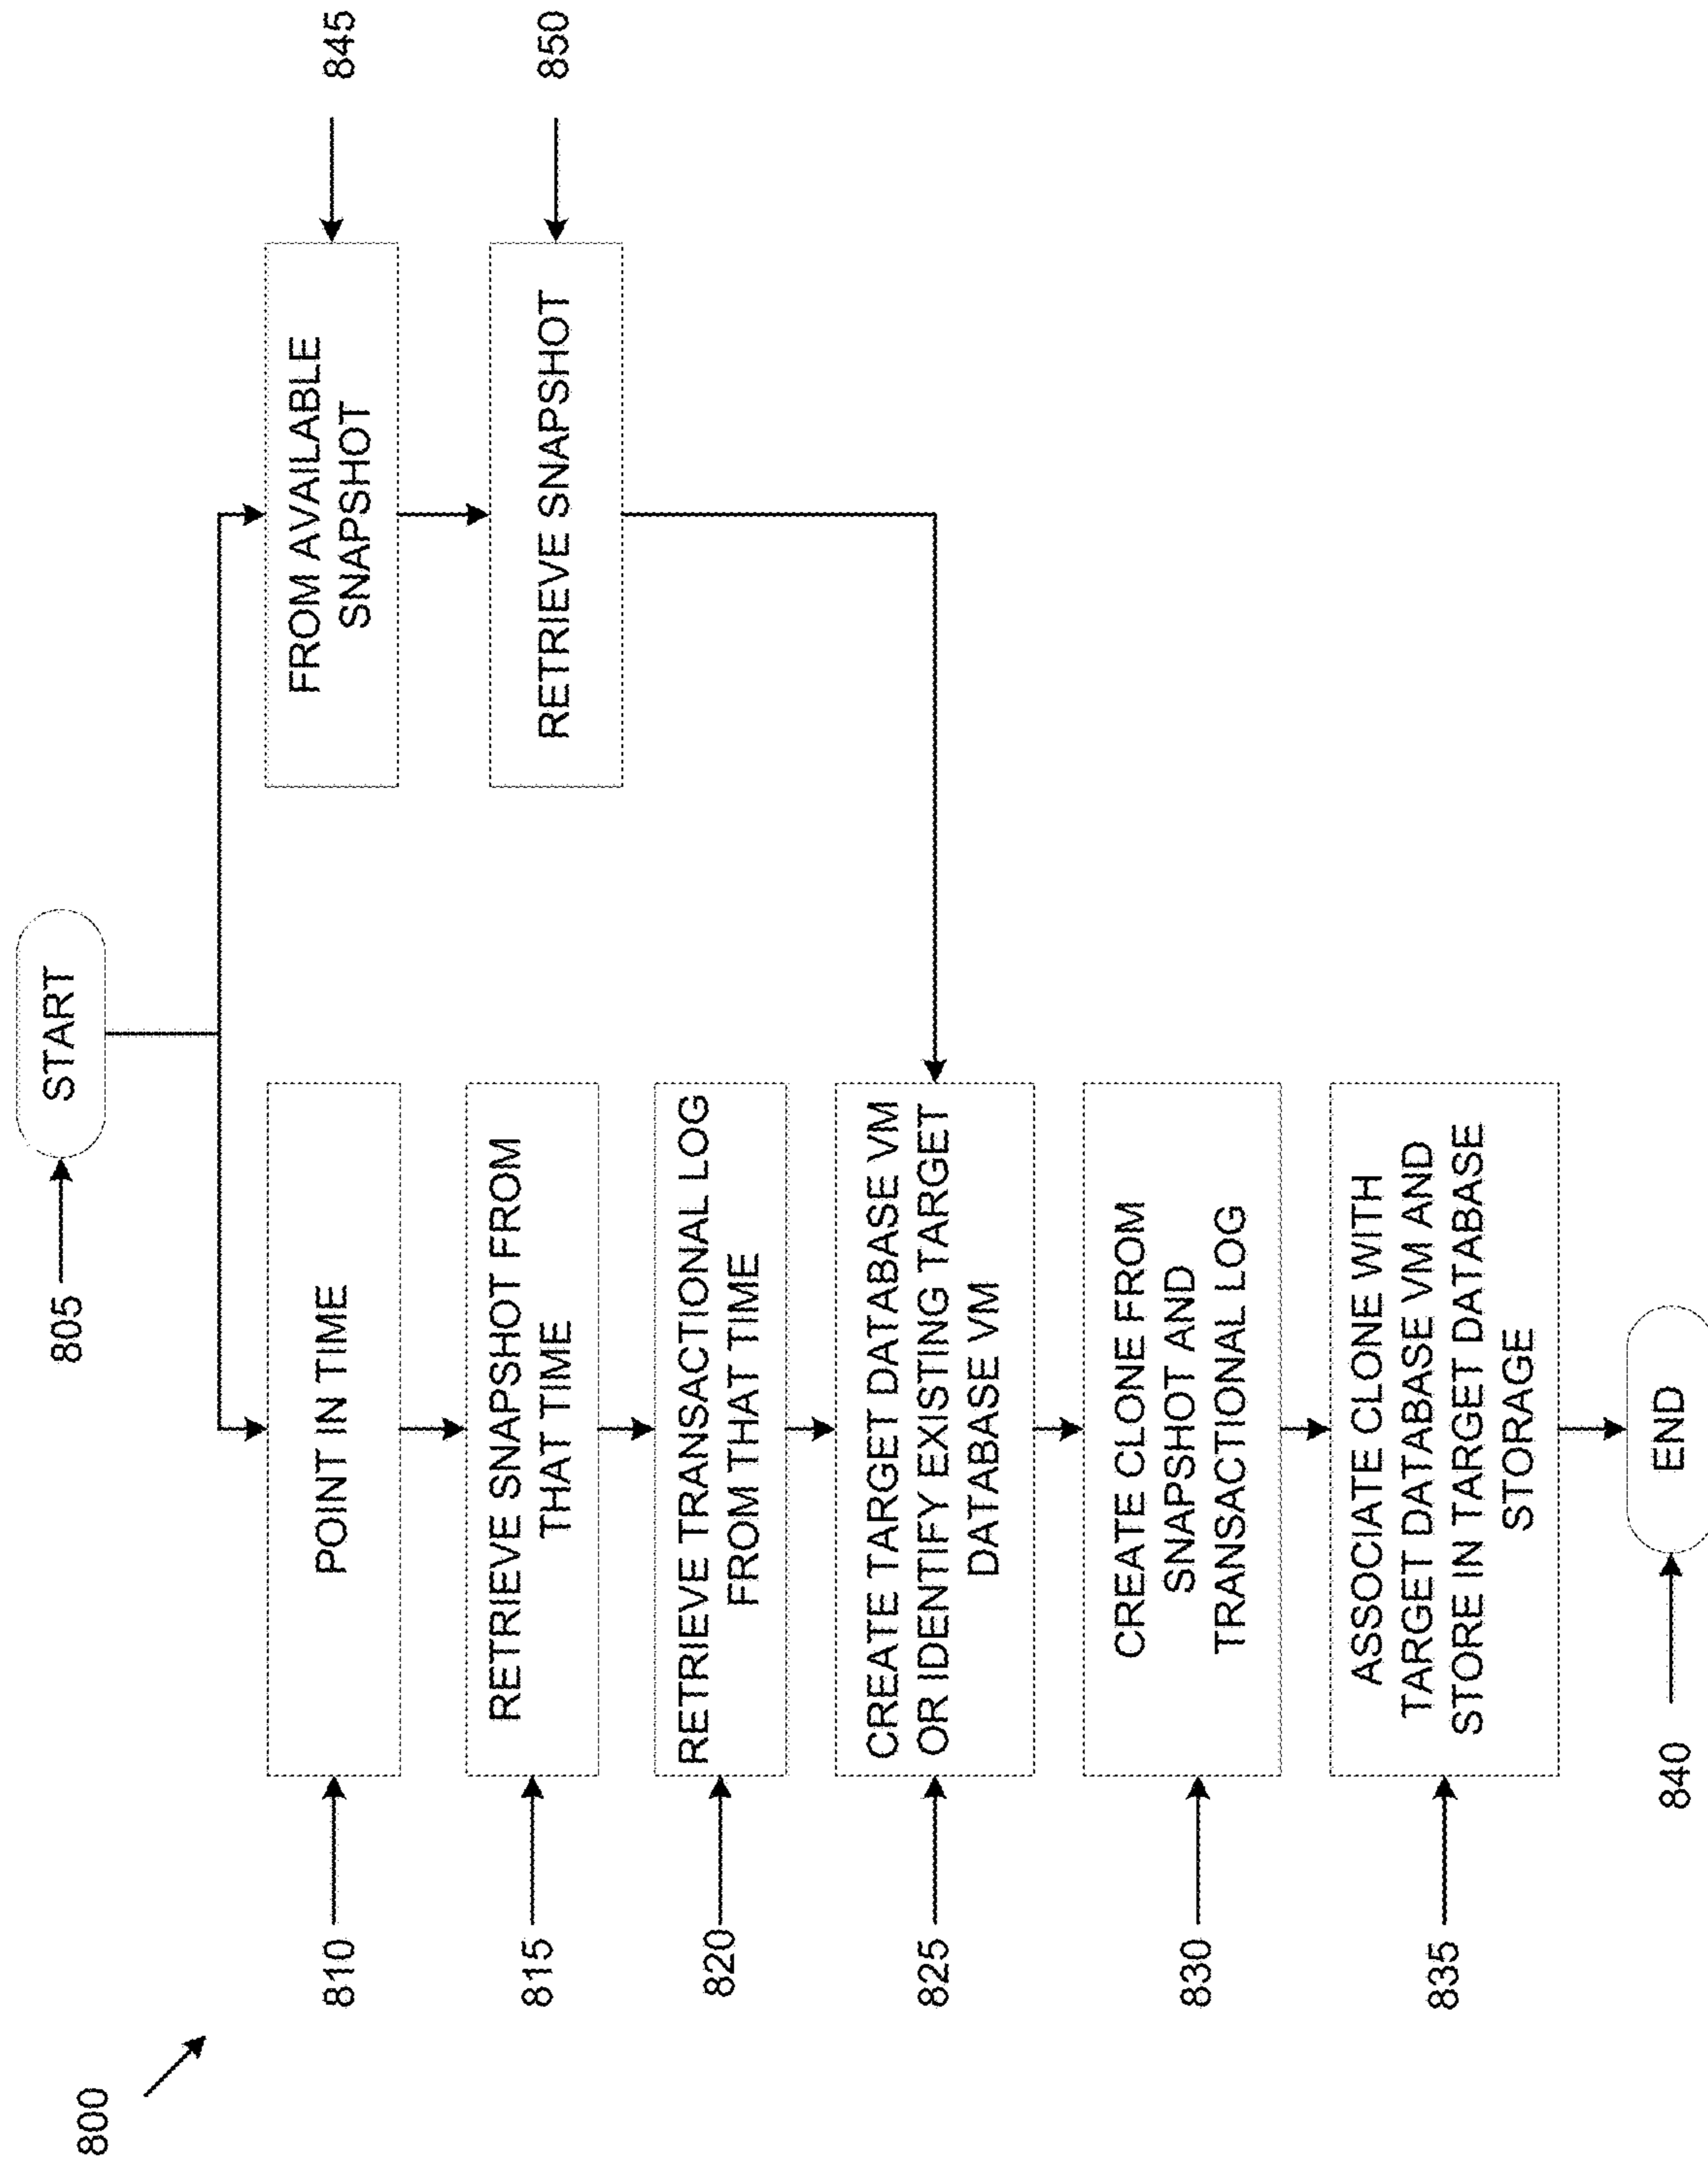 800
805
START
810
POINT IN TIME
FROM AVAILABLE
SNAPSHOT
845
815
RETRIEVE SNAPSHOT FROM
THAT TIME
RETRIEVE SNAPSHOT
850
820
RETRIEVE TRANSACTIONAL LOG
FROM THAT TIME
825
CREATE TARGET DATABASE VM
OR IDENTIFY EXISTING TARGET
DATABASE VM
830
CREATE CLONE FROM
SNAPSHOT AND
TRANSACTIONAL LOG
835
ASSOCIATE CLONE WITH
TARGET DATABASE VM AND
STORE IN TARGET DATABASE
STORAGE
840
END